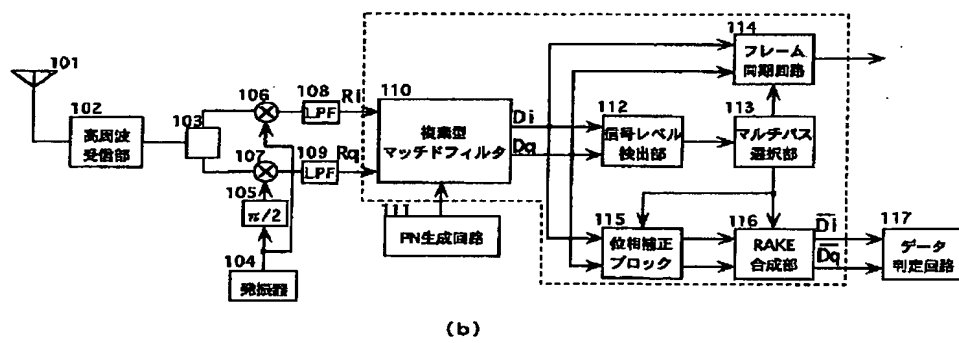 101
102
高周波
受信部
103
106
107
105
π/2
104
発振器
108
LPF
Ri
109
LPF
Rq
110
複素型
マッチドフィルタ
111
PN生成回路
Di
Dq
112
信号レベル
検出部
113
マルチパス
選択部
114
フレーム
同期回路
115
位相補正
ブロック
116
RAKE
合成部
Di
Dq
117
データ
判定回路
(b)